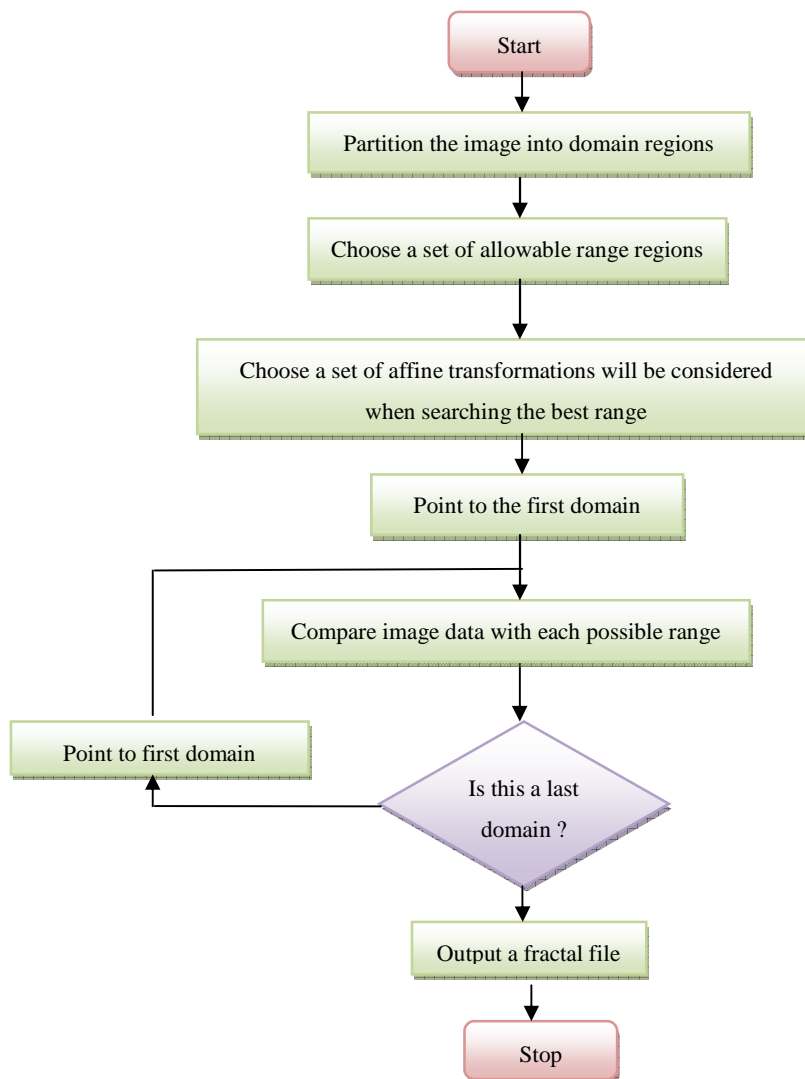 Start
Partition the image into domain regions
Choose a set of allowable range regions
Choose a set of affine transformations will be considered
when searching the best range
Point to the first domain
Compare image data with each possible range
Point to first domain
Is this a last
domain ?
Output a fractal file
Stop